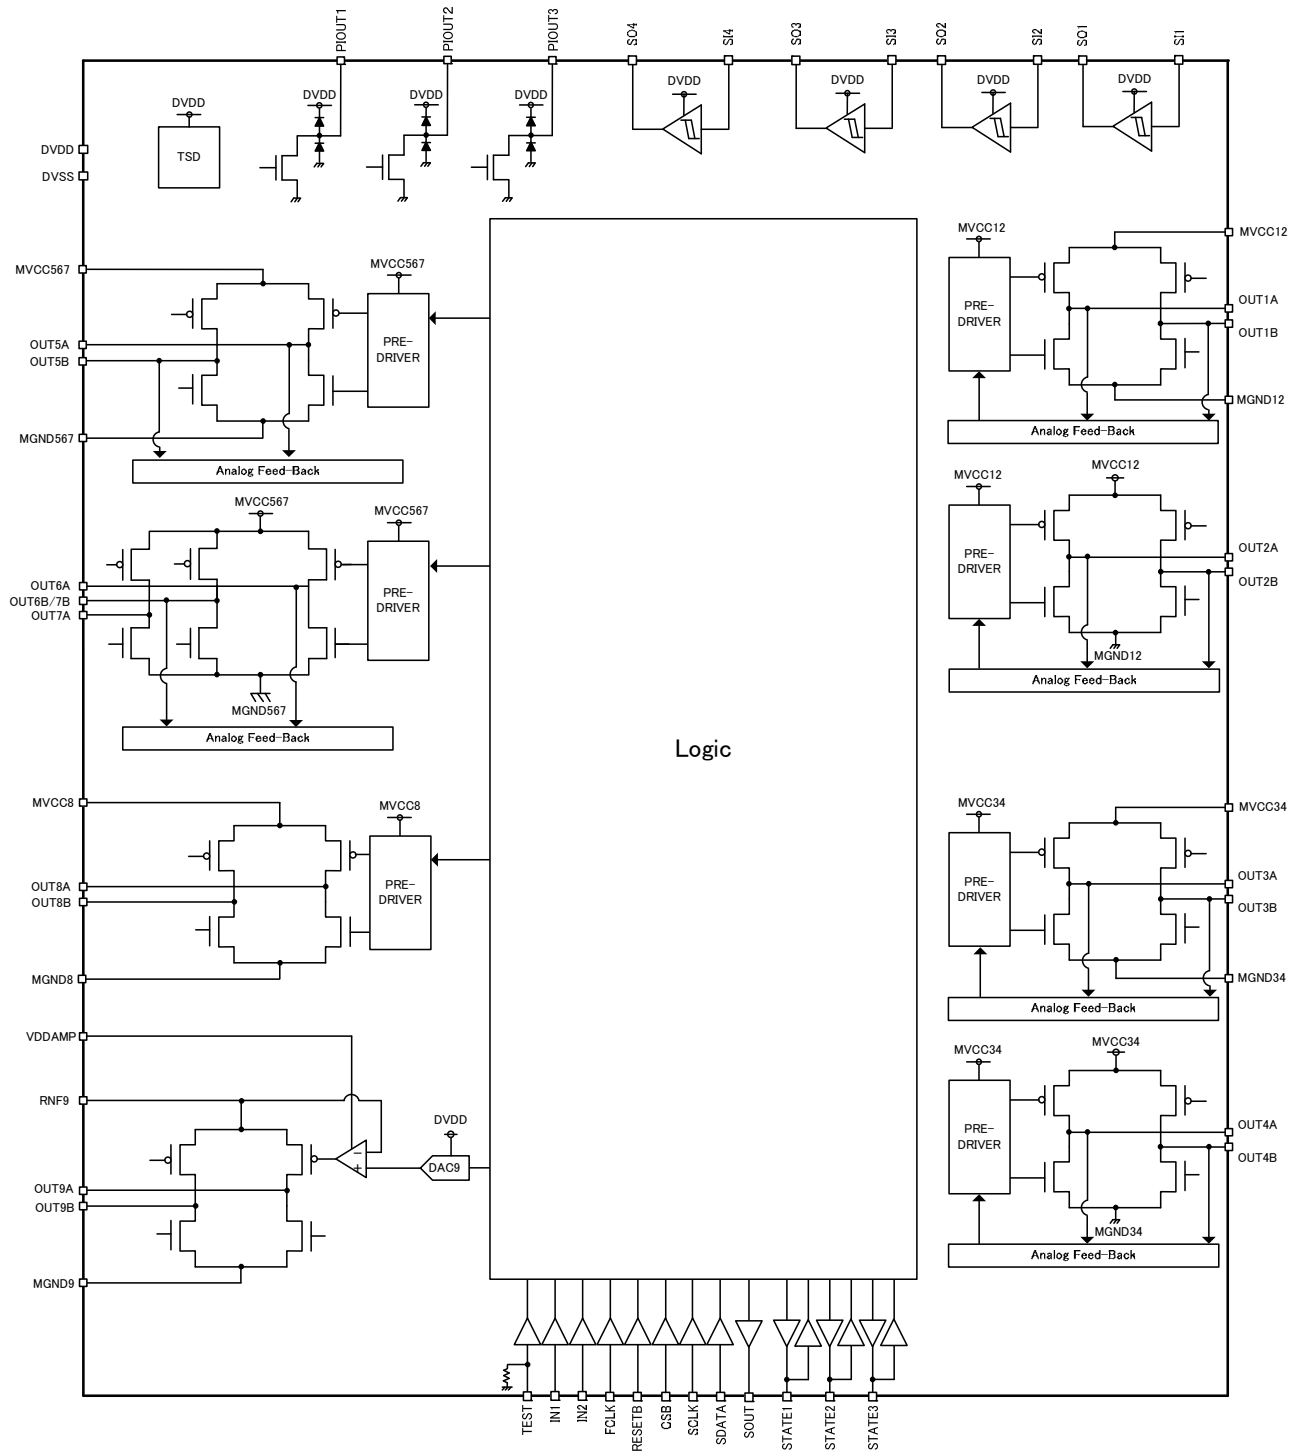 PIOUT1
PIOUT2
PIOUT3
SO4
SI4
SO3
SI3
SO2
SI2
SO1
SI1
DVDD
DVDD
DVDD
DVDD
DVDD
DVDD
DVDD
DVDD
TSD
DVDD
DVSS
MVCC567
MVCC567
PRE-
DRIVER
OUT5A
OUT5B
MGND567
Analog Feed-Back
MVCC567
MVCC567
PRE-
DRIVER
OUT6A
OUT6B/7B
OUT7A
MGND567
Analog Feed-Back
MVCC8
MVCC8
PRE-
DRIVER
OUT8A
OUT8B
MGND8
VDDAMP
RNF9
DVDD
DAC9
−
+
OUT9A
OUT9B
MGND9
Logic
MVCC12
MVCC12
PRE-
DRIVER
OUT1A
OUT1B
MGND12
Analog Feed-Back
MVCC12
MVCC12
PRE-
DRIVER
OUT2A
OUT2B
MGND12
Analog Feed-Back
MVCC34
MVCC34
PRE-
DRIVER
OUT3A
OUT3B
MGND34
Analog Feed-Back
MVCC34
MVCC34
PRE-
DRIVER
OUT4A
OUT4B
MGND34
Analog Feed-Back
TEST
IN1
IN2
FCLK
RESETB
CSB
SCLK
SDATA
SOUT
STATE1
STATE2
STATE3